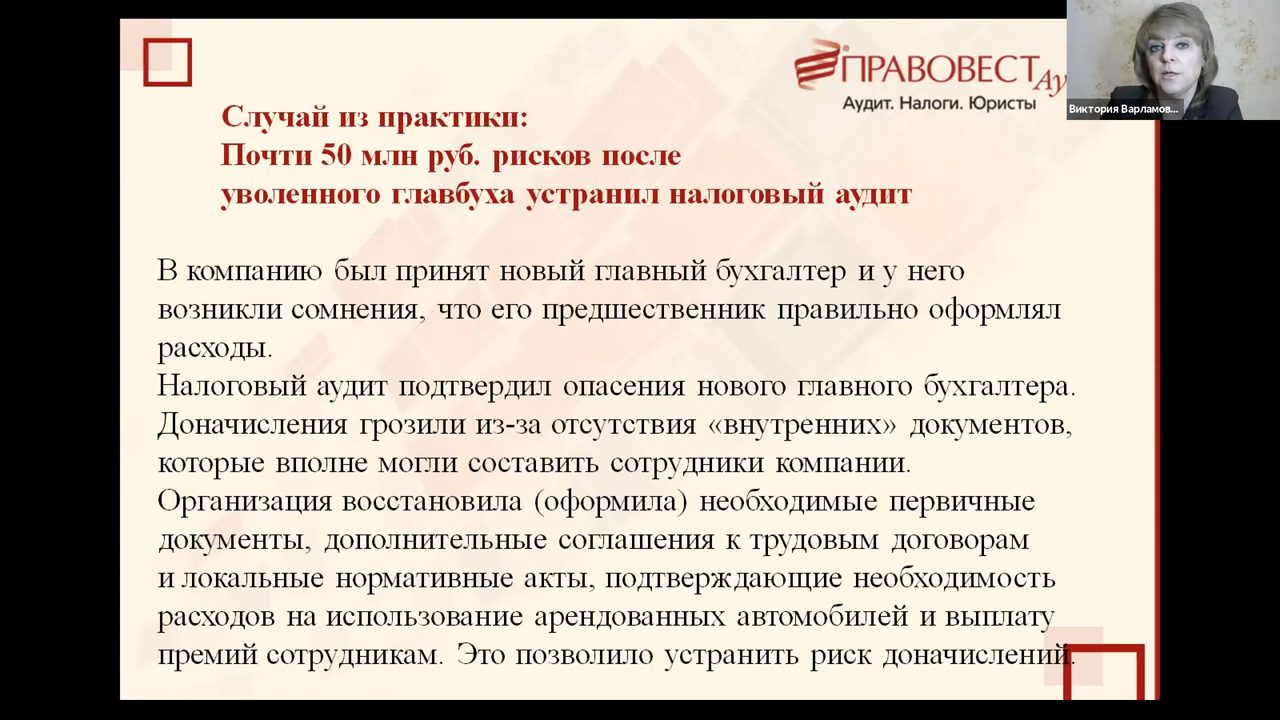 ПРАВОВЕСТ Ау
Аудит. Налоги. Юристы
Виктория Варламов...
Случай из практики:
Почти 50 млн руб. рисков после
уволенного главбуха устранил налоговый аудит
В компанию был принят новый главный бухгалтер и у него
возникли сомнения, что его предшественник правильно оформлял
расходы.
Налоговый аудит подтвердил опасения нового главного бухгалтера.
Доначисления грозили из-за отсутствия «внутренних» документов,
которые вполне могли составить сотрудники компании.
Организация восстановила (оформила) необходимые первичные
документы, дополнительные соглашения к трудовым договорам
и локальные нормативные акты, подтверждающие необходимость
расходов на использование арендованных автомобилей и выплату
премий сотрудникам. Это позволило устранить риск доначислений.